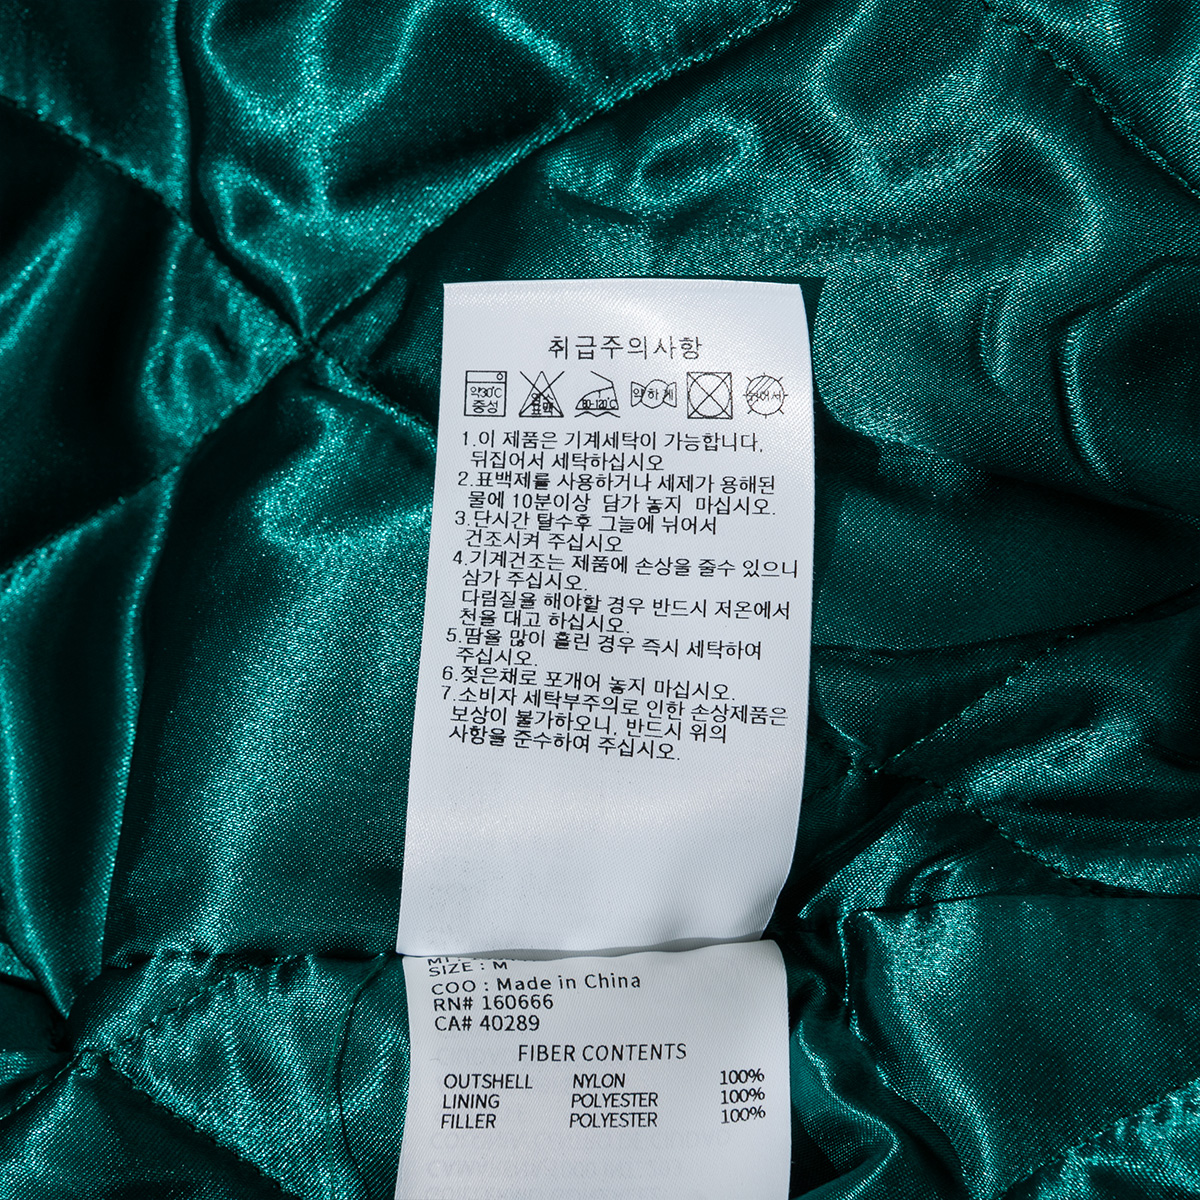 취급주의사항
약30℃ 중성 염소표백 80-120℃ 약하게 뉘어서
1.이 제품은 기계세탁이 가능합니다,
뒤집어서 세탁하십시오
2.표백제를 사용하거나 세제가 용해된
물에 10분이상 담가 놓지 마십시오.
3.단시간 탈수후 그늘에 뉘어서
건조시켜 주십시오
4.기계건조는 제품에 손상을 줄수 있으니
삼가 주십시오.
다림질을 해야할 경우 반드시 저온에서
천을 대고 하십시오.
5.땀을 많이 흘린 경우 즉시 세탁하여
주십시오.
6.젖은채로 포개어 놓지 마십시오.
7.소비자 세탁부주의로 인한 손상제품은
보상이 불가하오니, 반드시 위의
사항을 준수하여 주십시오.
SIZE : M
COO : Made in China
RN# 160666
CA# 40289
FIBER CONTENTS
OUTSHELL NYLON 100%
LINING POLYESTER 100%
FILLER POLYESTER 100%